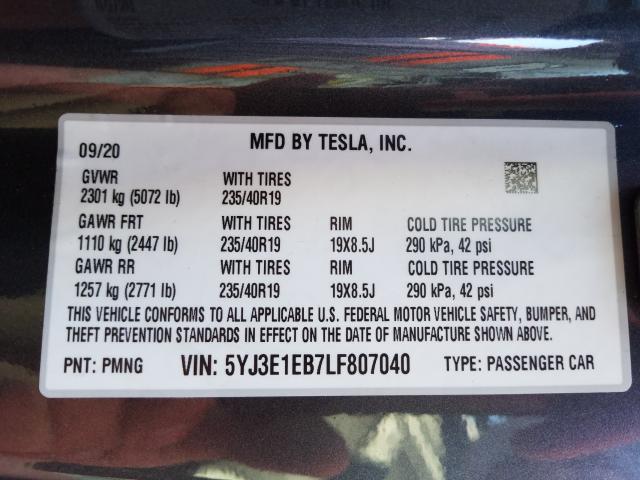 09/20
MFD BY TESLA, INC.
GVWR WITH TIRES
2301 kg (5072 lb) 235/40R19
GAWR FRT WITH TIRES RIM COLD TIRE PRESSURE
1110 kg (2447 lb) 235/40R19 19X8.5J 290 kPa, 42 psi
GAWR RR WITH TIRES RIM COLD TIRE PRESSURE
1257 kg (2771 lb) 235/40R19 19X8.5J 290 kPa, 42 psi
THIS VEHICLE CONFORMS TO ALL APPLICABLE U.S. FEDERAL MOTOR VEHICLE SAFETY, BUMPER, AND
THEFT PREVENTION STANDARDS IN EFFECT ON THE DATE OF MANUFACTURE SHOWN ABOVE.
PNT: PMNG VIN: 5YJ3E1EB7LF807040 TYPE: PASSENGER CAR